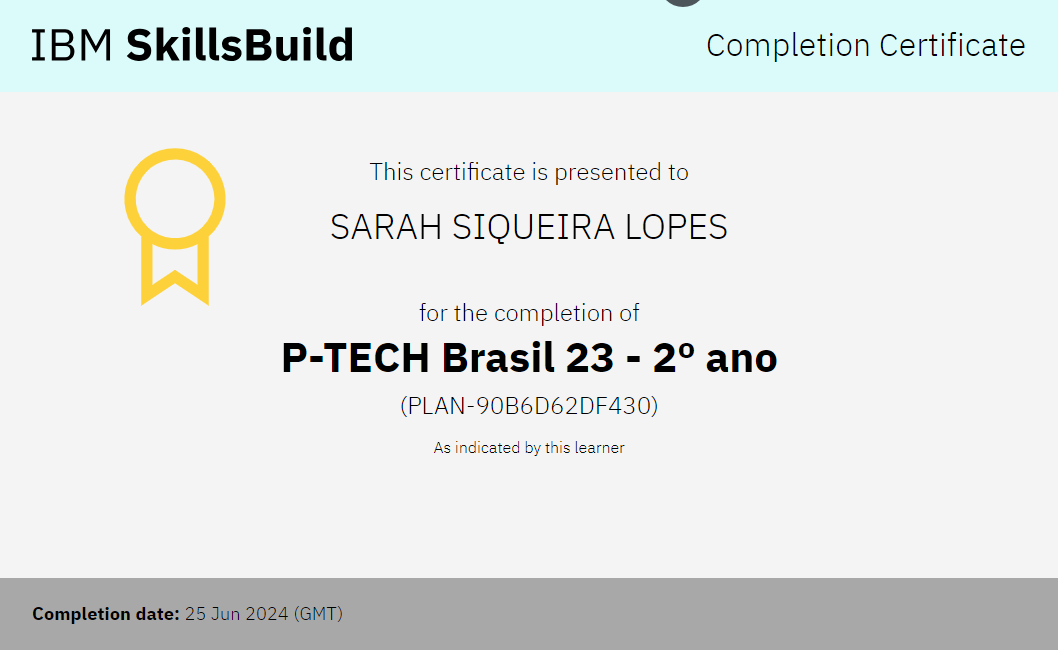 IBM SkillsBuild
Completion Certificate
This certificate is presented to
SARAH SIQUEIRA LOPES
for the completion of
P-TECH Brasil 23 - 2º ano
(PLAN-90B6D62DF430)
As indicated by this learner
Completion date: 25 Jun 2024 (GMT)